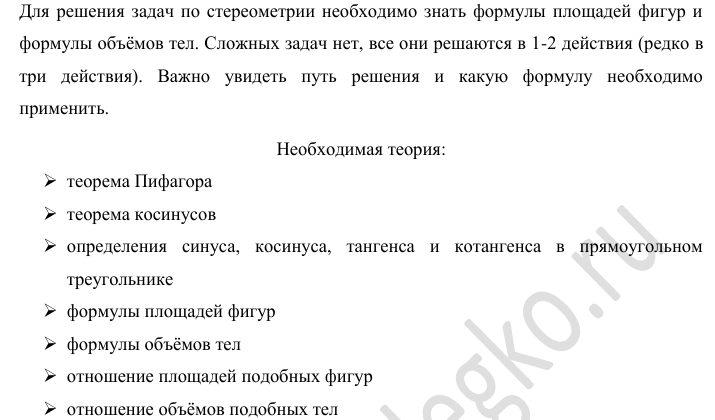 Для решения задач по стереометрии необходимо знать формулы площадей фигур и
формулы объёмов тел. Сложных задач нет, все они решаются в 1-2 действия (редко в
три действия). Важно увидеть путь решения и какую формулу необходимо
применить.
Необходимая теория:
➢ теорема Пифагора
➢ теорема косинусов
➢ определения синуса, косинуса, тангенса и котангенса в прямоугольном
треугольнике
➢ формулы площадей фигур
➢ формулы объёмов тел
➢ отношение площадей подобных фигур
➢ отношение объёмов подобных тел
legko.ru